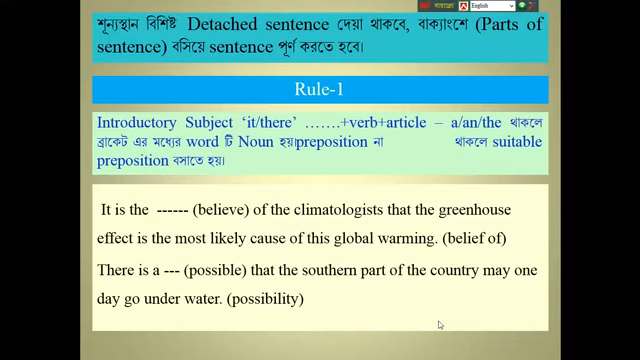 English
শূন্যস্থান বিশিষ্ট Detached sentence দেয়া থাকবে, বাক্যাংশে (Parts of
sentence) বসিয়ে sentence পূর্ণ করতে হবে।
Rule-1
Introductory Subject ‘it/there’ …….+verb+article – a/an/the থাকলে
ব্রাকেট এর মধ্যের word টি Noun হয়।preposition না থাকলে suitable
preposition বসাতে হয়।
It is the ------ (believe) of the climatologists that the greenhouse
effect is the most likely cause of this global warming. (belief of)
There is a --- (possible) that the southern part of the country may one
day go under water. (possibility)